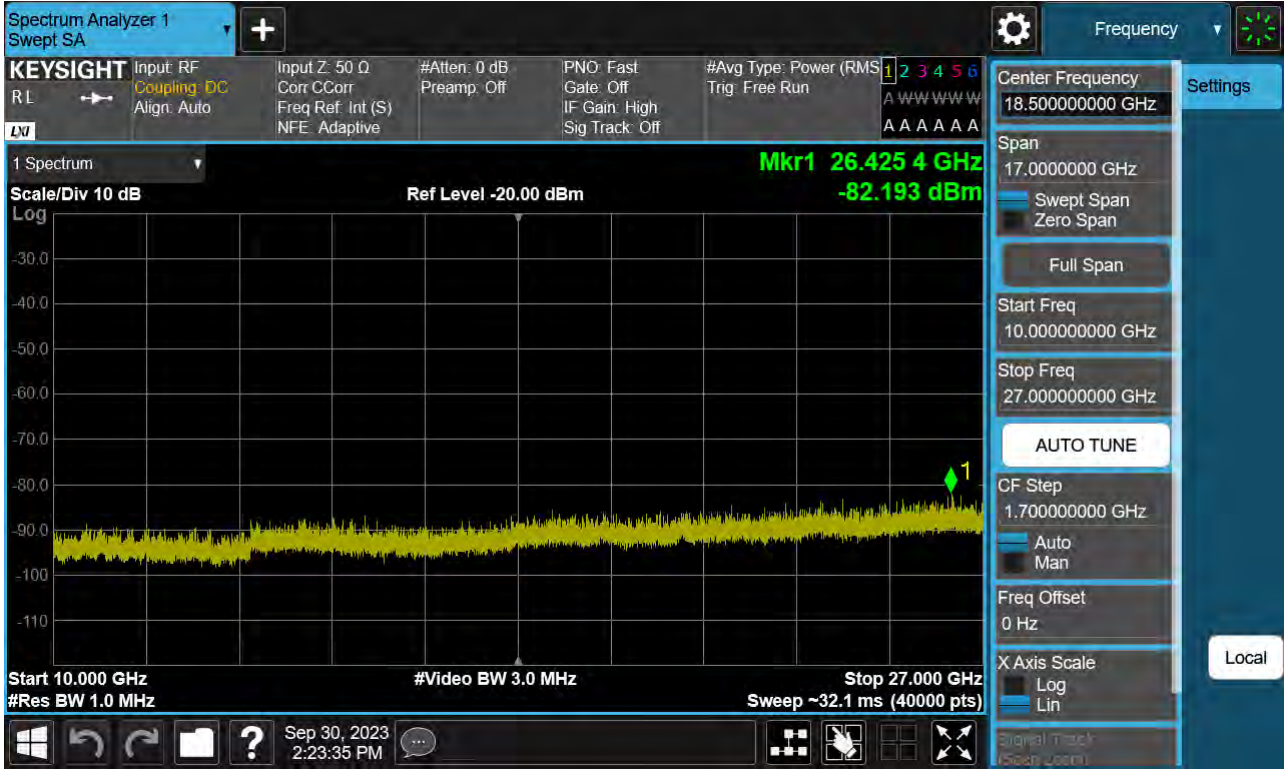 Spectrum Analyzer 1
Swept SA
+
Frequency
KEYSIGHT
RL
LXI
Input: RF
Coupling: DC
Align: Auto
Input Z: 50 Ω
Corr CCorr
Freq Ref: Int (S)
NFE: Adaptive
#Atten: 0 dB
Preamp: Off
PNO: Fast
Gate: Off
IF Gain: High
Sig Track: Off
#Avg Type: Power (RMS
Trig: Free Run
1 2 3 4 5 6
A W W W W W
A A A A A A
1 Spectrum
Scale/Div 10 dB
Log
Ref Level -20.00 dBm
Mkr1 26.425 4 GHz
-82.193 dBm
-30.0
-40.0
-50.0
-60.0
-70.0
-80.0
-90.0
-100
-110
1
Start 10.000 GHz
#Res BW 1.0 MHz
#Video BW 3.0 MHz
Stop 27.000 GHz
Sweep ~32.1 ms (40000 pts)
Center Frequency
18.500000000 GHz
Span
17.0000000 GHz
Swept Span
Zero Span
Full Span
Start Freq
10.000000000 GHz
Stop Freq
27.000000000 GHz
AUTO TUNE
CF Step
1.700000000 GHz
Auto
Man
Freq Offset
0 Hz
X Axis Scale
Log
Lin
Signal Track
(Span Zoom)
Settings
Local
?
Sep 30, 2023
2:23:35 PM